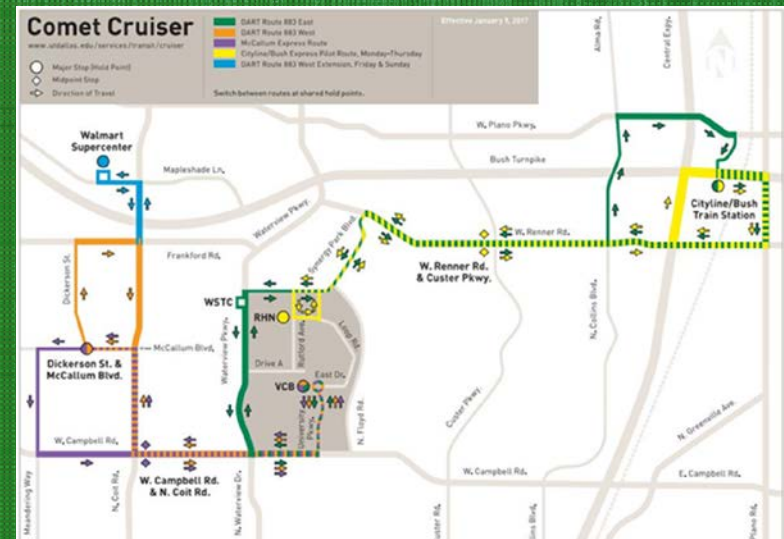 Comet Cruiser
www.utdallas.edu/services/transit/cruiser
Major Stop (Hold Point)
Midpoint Stop
Direction of Travel
DART Route 883 East
DART Route 883 West
McCallum Express Route
Cityline/Bush Express Pilot Route, Monday-Thursday
DART Route 883 West Extension, Friday & Sunday
Switch between routes at shared hold points.
Effective January 9, 2017
Alma Rd.
Central Expy.
N
W. Plano Pkwy.
Bush Turnpike
Walmart
Supercenter
Mapleshade Ln.
Waterview Pkwy.
Synergy Park Blvd.
Cityline/Bush
Train Station
W. Renner Rd.
Frankford Rd.
Dickerson St.
W. Renner Rd.
& Custer Pkwy.
WSTC
RHN
Rutford Ave.
Loop Rd.
N. Collins Blvd.
McCallum Blvd.
Waterview Pkwy.
Dickerson St. &
McCallum Blvd.
Drive A
East Dr.
VCB
University Pkwy.
N. Floyd Rd.
Custer Pkwy.
N. Greenville Ave.
W. Campbell Rd.
W. Campbell Rd.
E. Campbell Rd.
W. Campbell Rd.
& N. Coit Rd.
Meandering Way
N. Coit Rd.
N. Waterview Dr.
uster Rd.
ins Blvd.
Plano Rd.